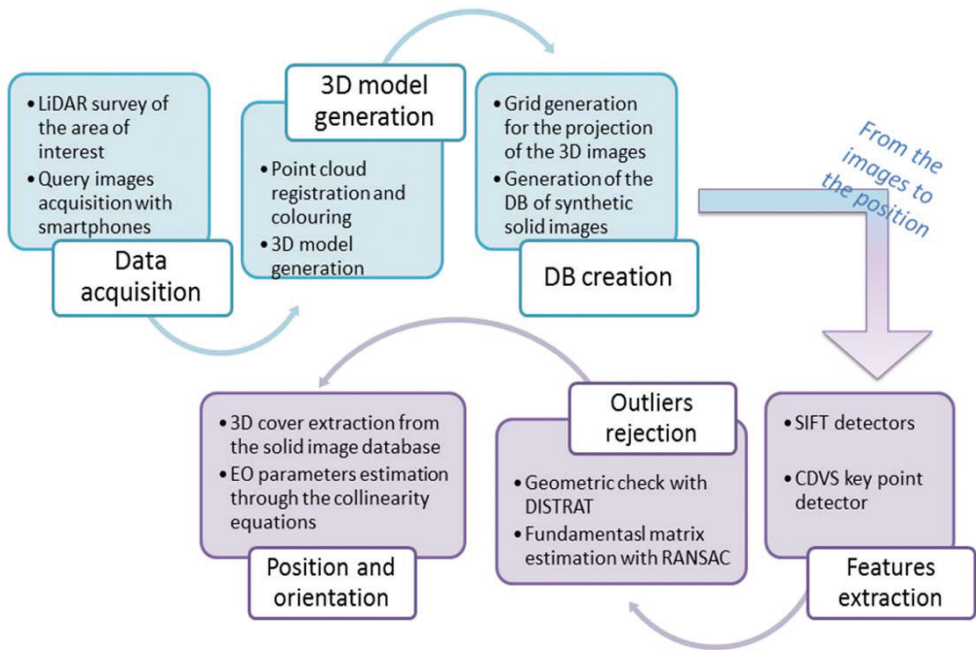 • LiDAR survey of
the area of
interest
• Query images
acquisition with
smartphones
Data
acquisition
3D model
generation
• Point cloud
registration and
colouring
• 3D model
generation
• Grid generation
for the projection
of the 3D images
• Generation of the
DB of synthetic
solid images
DB creation
From the
images to
the position
• SIFT detectors
• CDVS key point
detector
Features
extraction
Outliers
rejection
• Geometric check with
DISTRAT
• Fundamentasl matrix
estimation with RANSAC
• 3D cover extraction from
the solid image database
• EO parameters estimation
through the collinearity
equations
Position and
orientation